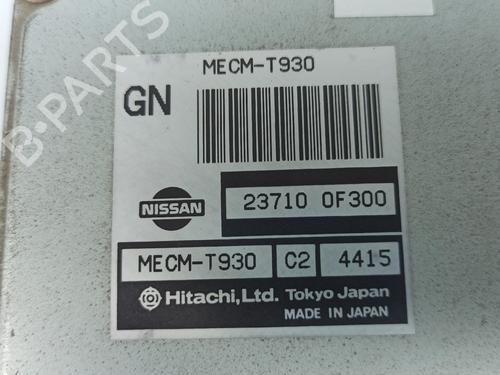 MECM-T930
GN
NISSAN
23710 0F300
MECM-T930 C2 4415
Hitachi, Ltd. Tokyo Japan
MADE IN JAPAN
B-PARTS